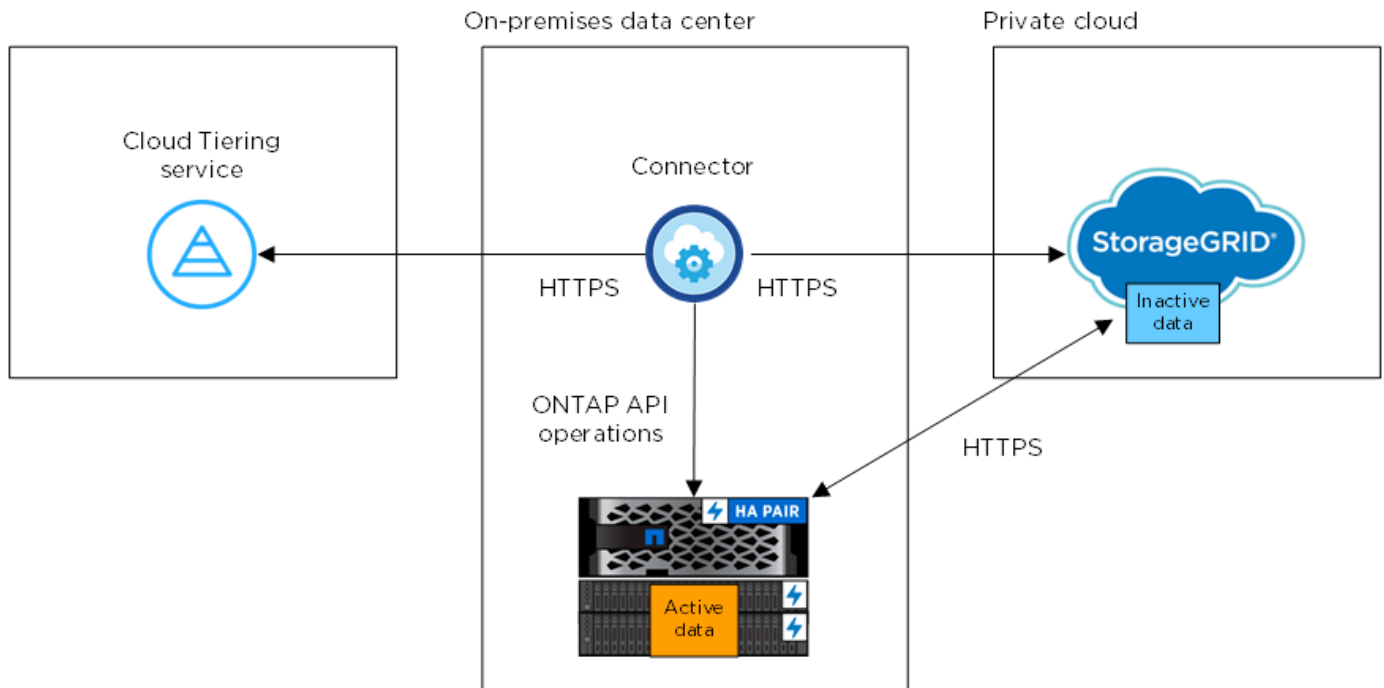 On-premises data center
Private cloud
Cloud Tiering
service
Connector
StorageGRID®
HTTPS
HTTPS
Inactive
data
ONTAP API
operations
HTTPS
HA PAIR
Active
data